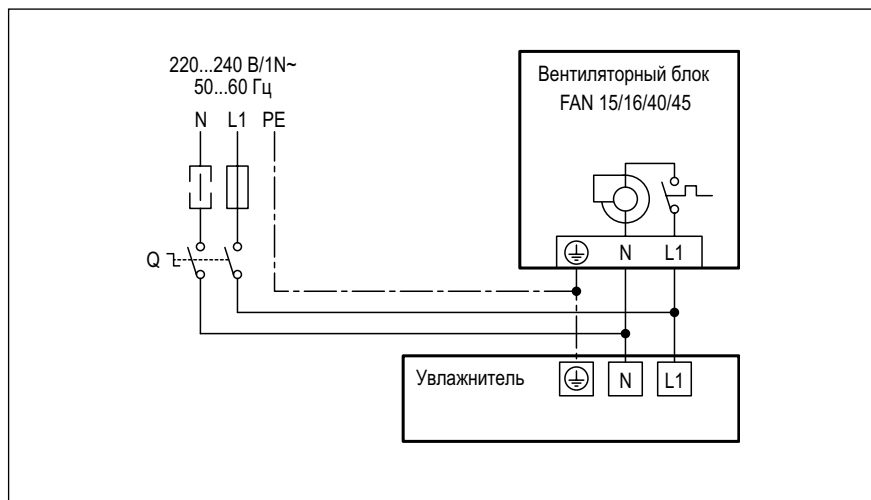 220...240 В/1N~
50...60 Гц
N L1 PE
Q
Вентиляторный блок
FAN 15/16/40/45
N L1
Увлажнитель
N L1